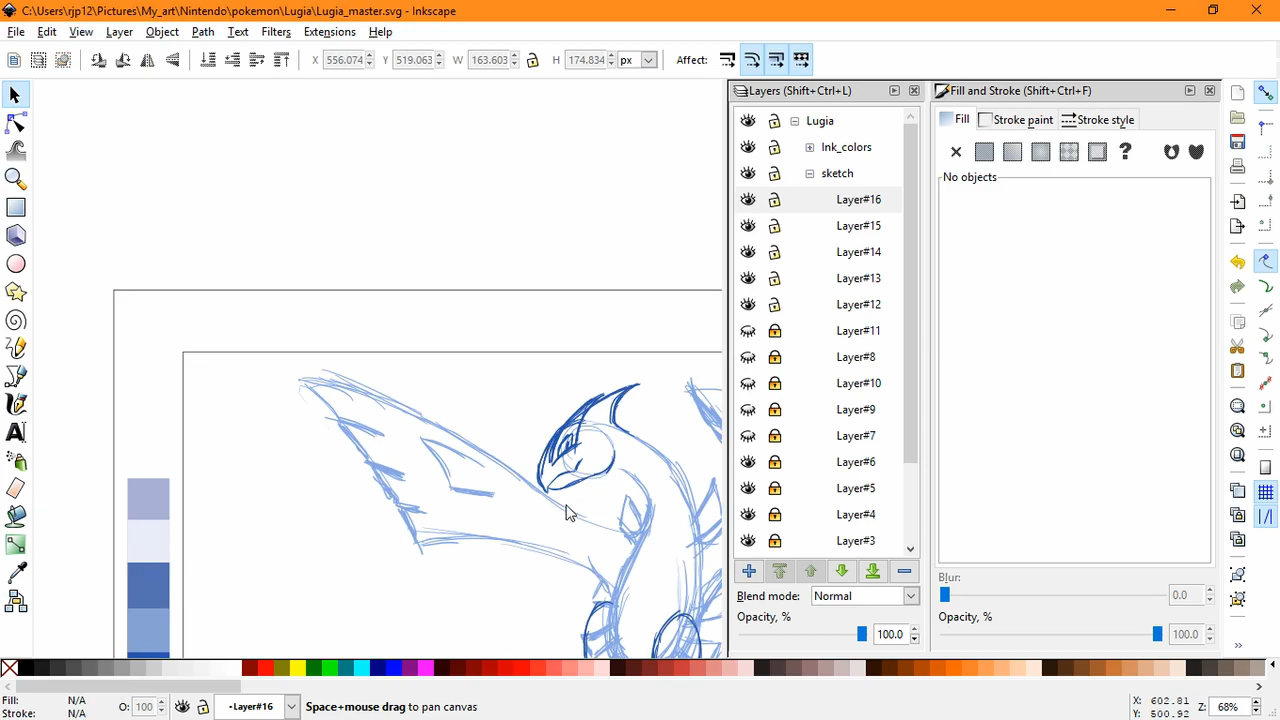 C:\Users\rjp12\Pictures\My_art\Nintendo\pokemon\Lugia\Lugia_master.svg - Inkscape
File Edit View Layer Object Path Text Filters Extensions Help
X 556.074 Y 519.063 W 163.603 H 174.834 px Affect:
Layers (Shift+Ctrl+L)
Lugia
Ink_colors
sketch
Layer#16
Layer#15
Layer#14
Layer#13
Layer#12
Layer#11
Layer#8
Layer#10
Layer#9
Layer#7
Layer#6
Layer#5
Layer#4
Layer#3
Blend mode: Normal
Opacity, %
100.0
Fill and Stroke (Shift+Ctrl+F)
Fill Stroke paint Stroke style
?
No objects
Blur:
0.0
Opacity, %
100.0
Fill: N/A
Stroke: N/A
O: 100
·Layer#16
Space+mouse drag to pan canvas
X: 602.81
Y: 500.92
Z: 68%